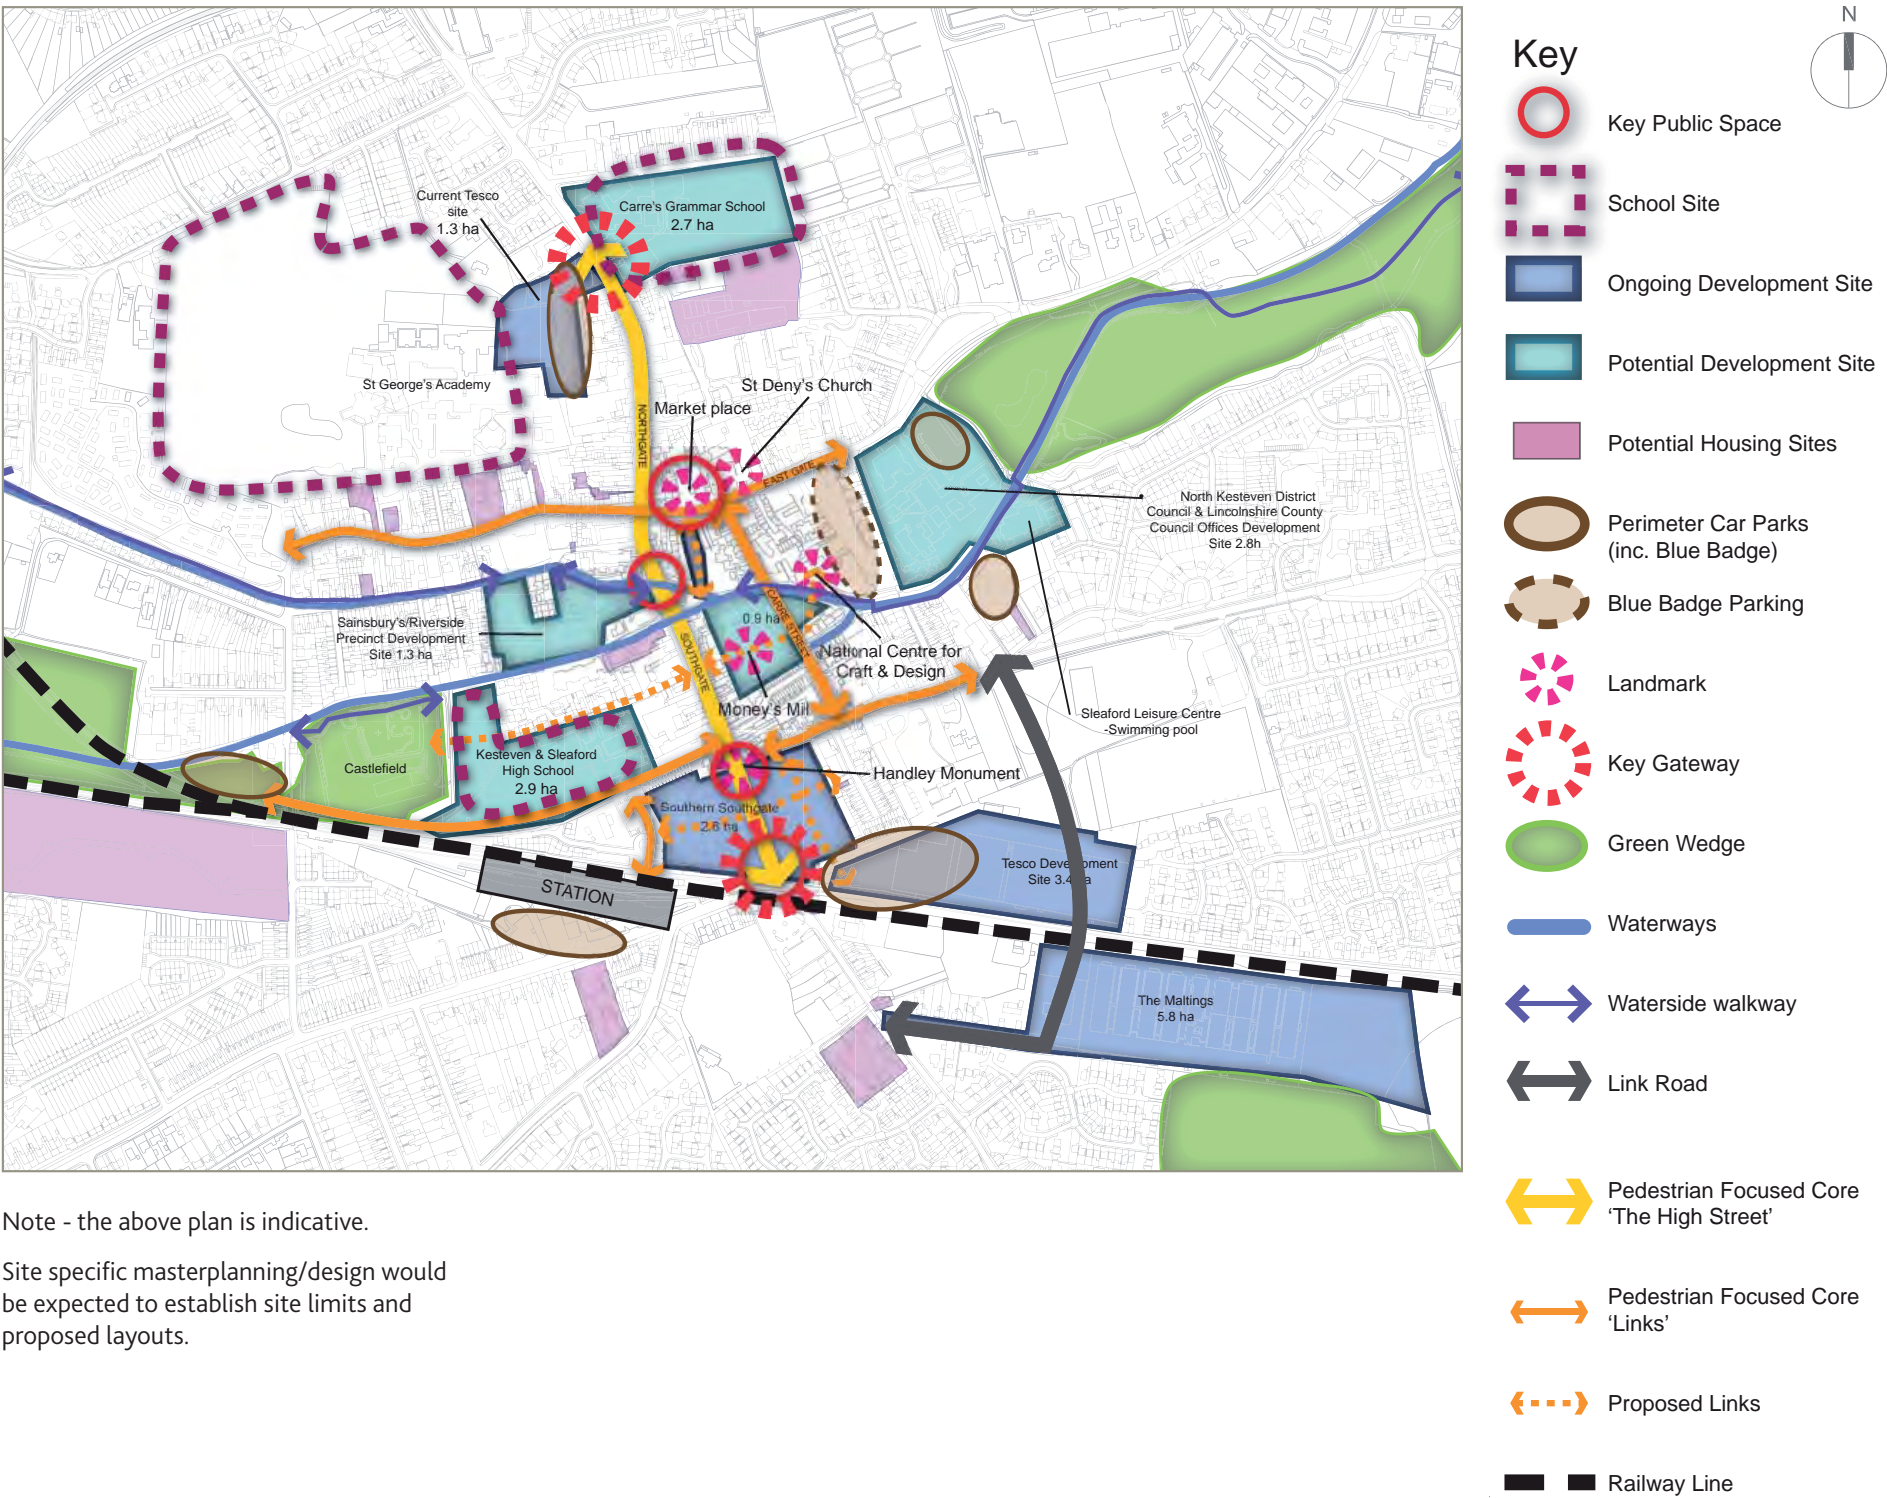 Current Tesco
site
1.3 ha
Carre's Grammar School
2.7 ha
St George's Academy
NORTHGATE
Market place
St Deny's Church
EAST GATE
North Kesteven District
Council & Lincolnshire County
Council Offices Development
Site 2.8h
Sainsbury's/Riverside
Precinct Development
Site 1.3 ha
0.9 ha
CARRE STREET
SOUTHGATE
National Centre for
Craft & Design
Money's Mil
Sleaford Leisure Centre
-Swimming pool
Castlefield
Kesteven & Sleaford
High School
2.9 ha
Handley Monument
Southern Southgate
2.6 ha
Tesco Development
Site 3.4 ha
STATION
The Maltings
5.8 ha
N
Key
Key Public Space
School Site
Ongoing Development Site
Potential Development Site
Potential Housing Sites
Perimeter Car Parks
(inc. Blue Badge)
Blue Badge Parking
Landmark
Key Gateway
Green Wedge
Waterways
Waterside walkway
Link Road
Pedestrian Focused Core
‘The High Street’
Pedestrian Focused Core
‘Links’
Proposed Links
Railway Line
Note - the above plan is indicative.
Site specific masterplanning/design would
be expected to establish site limits and
proposed layouts.